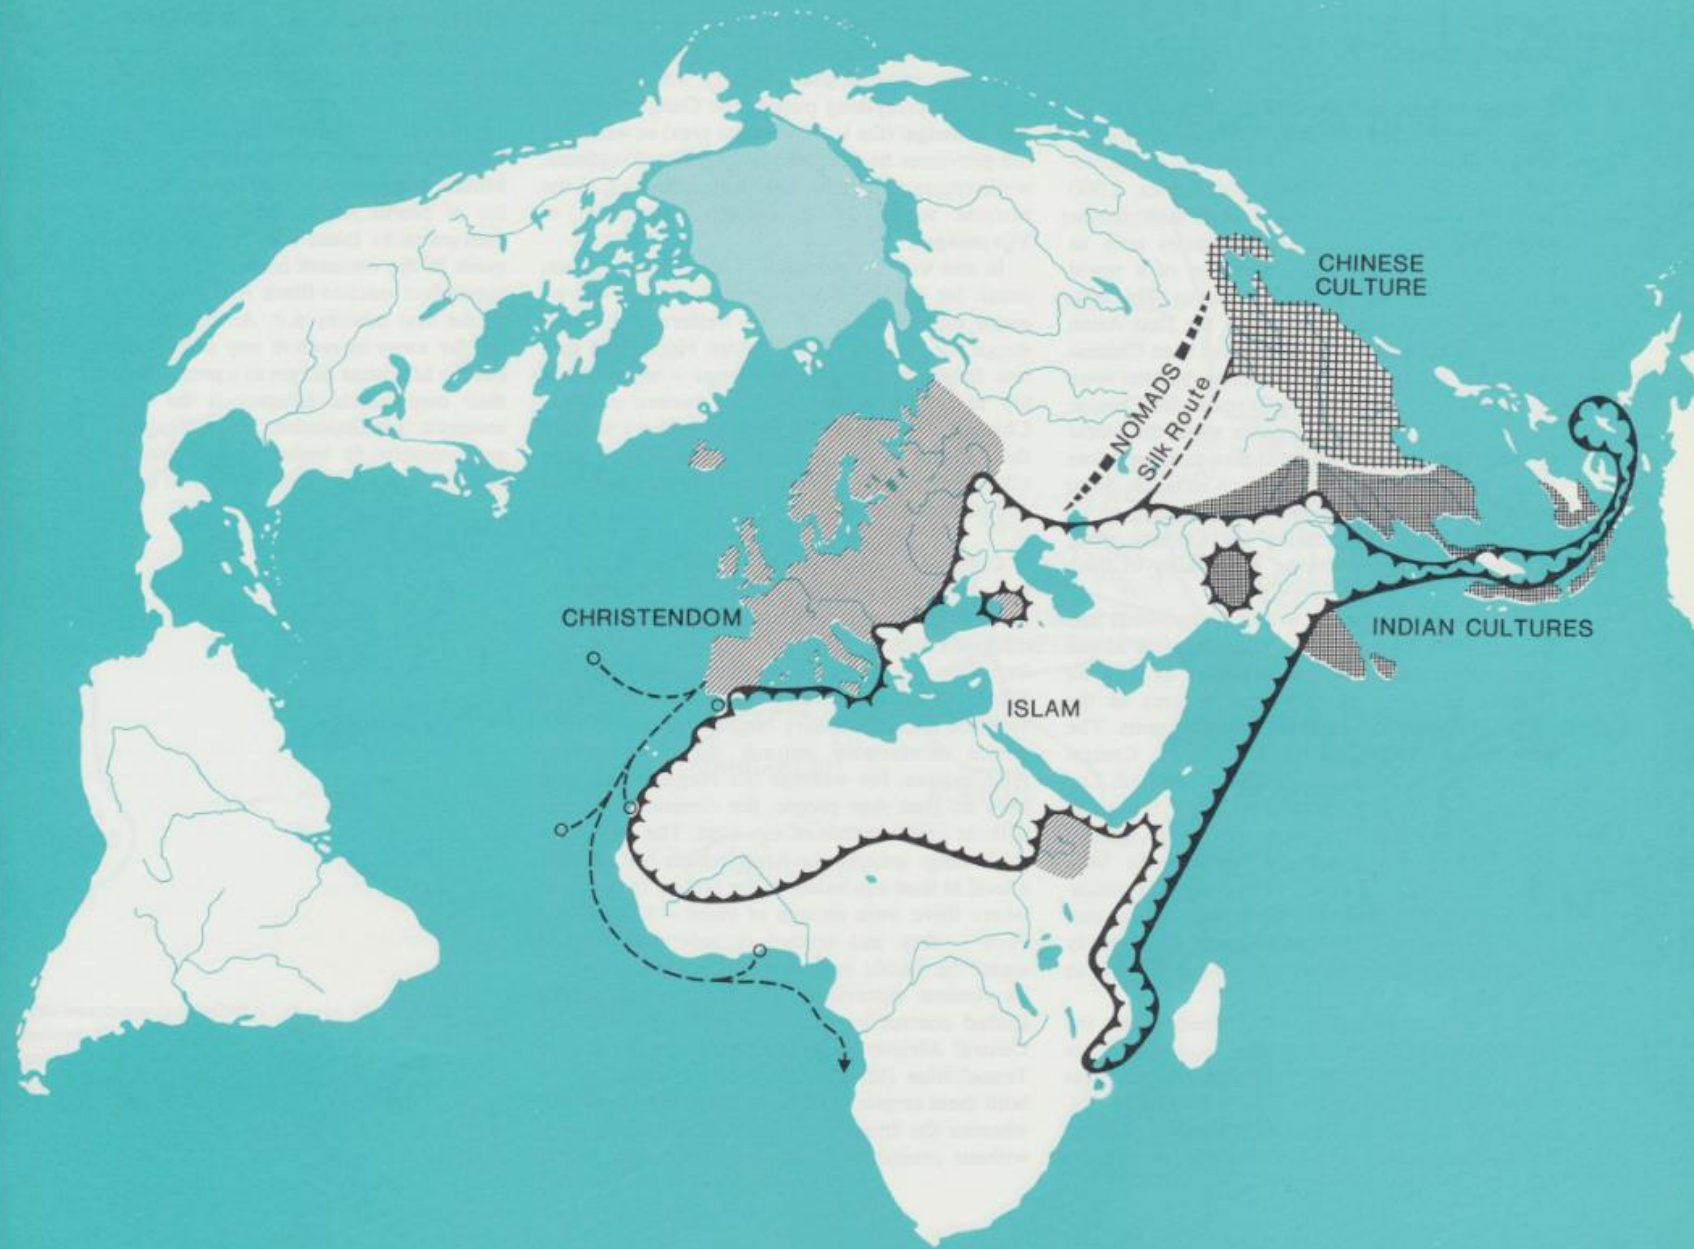 CHINESE
CULTURE
NOMADS
Silk Route
CHRISTENDOM
INDIAN CULTURES
ISLAM